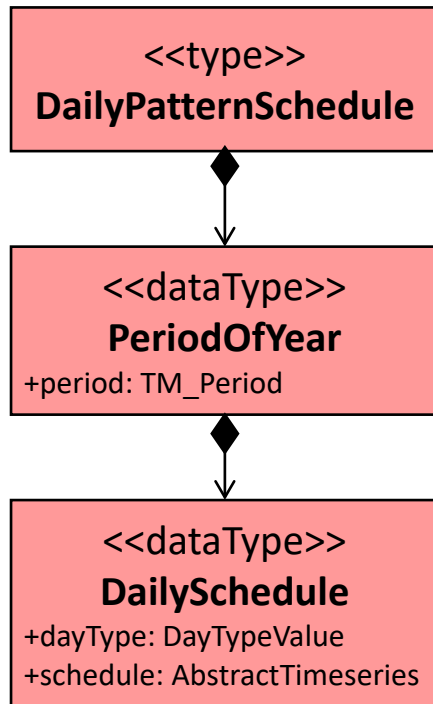 <<type>>
DailyPatternSchedule
<<dataType>>
PeriodOfYear
+period: TM_Period
<<dataType>>
DailySchedule
+dayType: DayTypeValue
+schedule: AbstractTimeseries